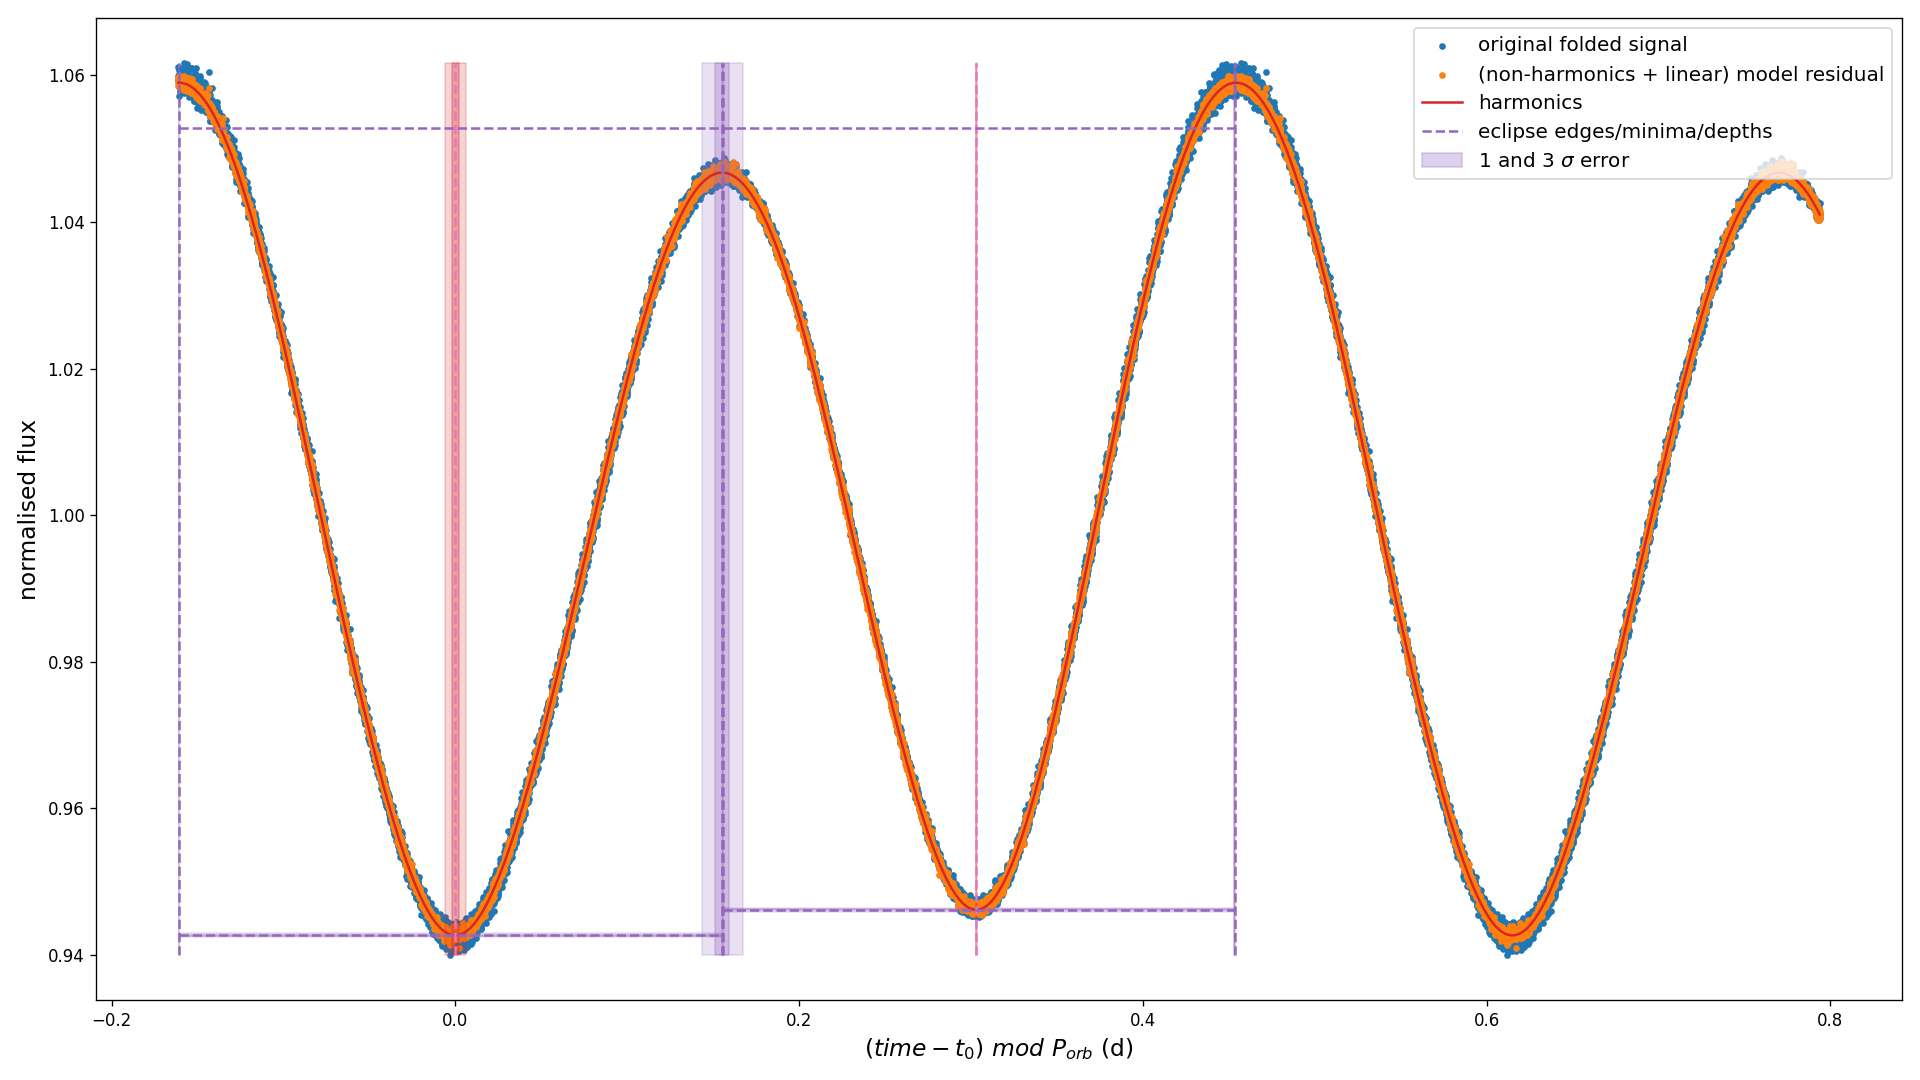 original folded signal
(non-harmonics + linear) model residual
harmonics
eclipse edges/minima/depths
1 and 3 σ error
normalised flux
1.06
1.04
1.02
1.00
0.98
0.96
0.94
−0.2
0.0
0.2
0.4
0.6
0.8
(time − t₀) mod Pₒᵣᵦ (d)